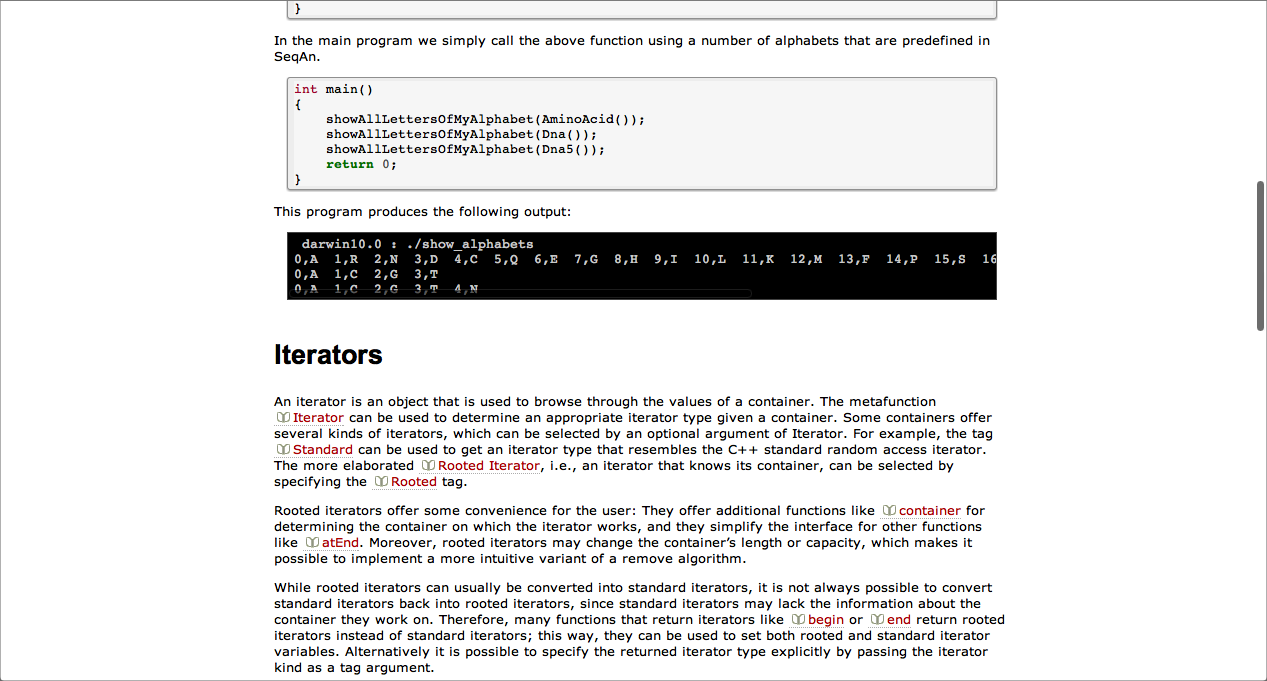 }
In the main program we simply call the above function using a number of alphabets that are predefined in
SeqAn.
int main()
{
    showAllLettersOfMyAlphabet(AminoAcid());
    showAllLettersOfMyAlphabet(Dna());
    showAllLettersOfMyAlphabet(Dna5());
    return 0;
}
This program produces the following output:
darwin10.0 : ./show_alphabets
0,A  1,R  2,N  3,D  4,C  5,Q  6,E  7,G  8,H  9,I  10,L  11,K  12,M  13,F  14,P  15,S  16
0,A  1,C  2,G  3,T
0,A  1,C  2,G  3,T  4,N
Iterators
An iterator is an object that is used to browse through the values of a container. The metafunction
Iterator can be used to determine an appropriate iterator type given a container. Some containers offer
several kinds of iterators, which can be selected by an optional argument of Iterator. For example, the tag
Standard can be used to get an iterator type that resembles the C++ standard random access iterator.
The more elaborated Rooted Iterator, i.e., an iterator that knows its container, can be selected by
specifying the Rooted tag.
Rooted iterators offer some convenience for the user: They offer additional functions like container for
determining the container on which the iterator works, and they simplify the interface for other functions
like atEnd. Moreover, rooted iterators may change the container’s length or capacity, which makes it
possible to implement a more intuitive variant of a remove algorithm.
While rooted iterators can usually be converted into standard iterators, it is not always possible to convert
standard iterators back into rooted iterators, since standard iterators may lack the information about the
container they work on. Therefore, many functions that return iterators like begin or end return rooted
iterators instead of standard iterators; this way, they can be used to set both rooted and standard iterator
variables. Alternatively it is possible to specify the returned iterator type explicitly by passing the iterator
kind as a tag argument.